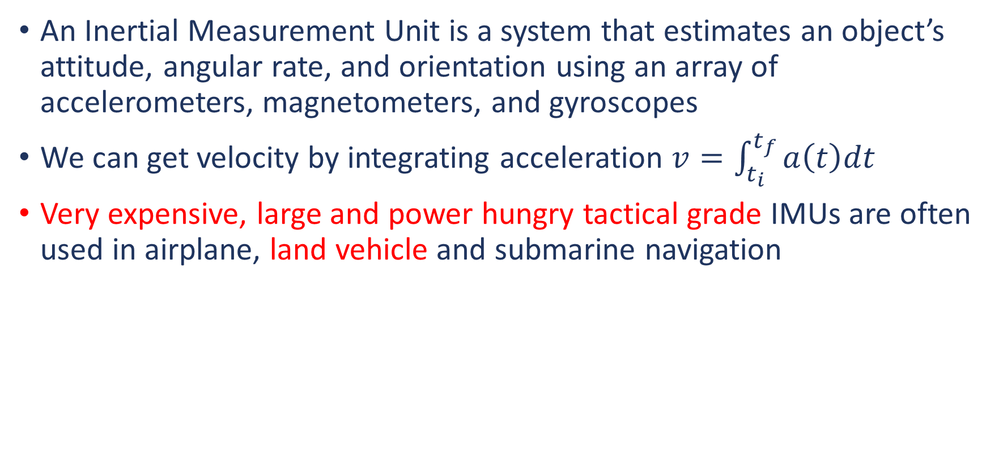 • An Inertial Measurement Unit is a system that estimates an object’s
attitude, angular rate, and orientation using an array of
accelerometers, magnetometers, and gyroscopes
• We can get velocity by integrating acceleration $v = \int_{t_i}^{t_f} a(t)dt$
• Very expensive, large and power hungry tactical grade IMUs are often
used in airplane, land vehicle and submarine navigation